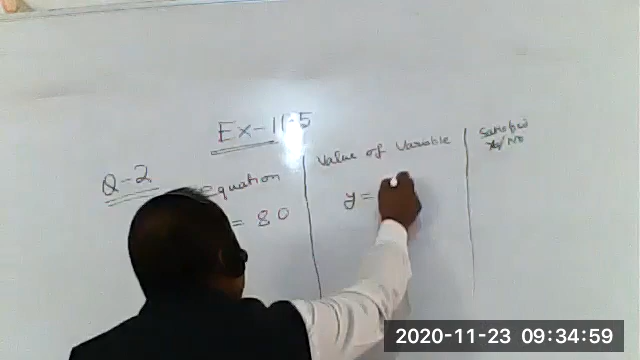 Ex-11.5
Q-2
equation
Value of Variable
Satisfied
Yes/No
= 80
y =
2020-11-23 09:34:59